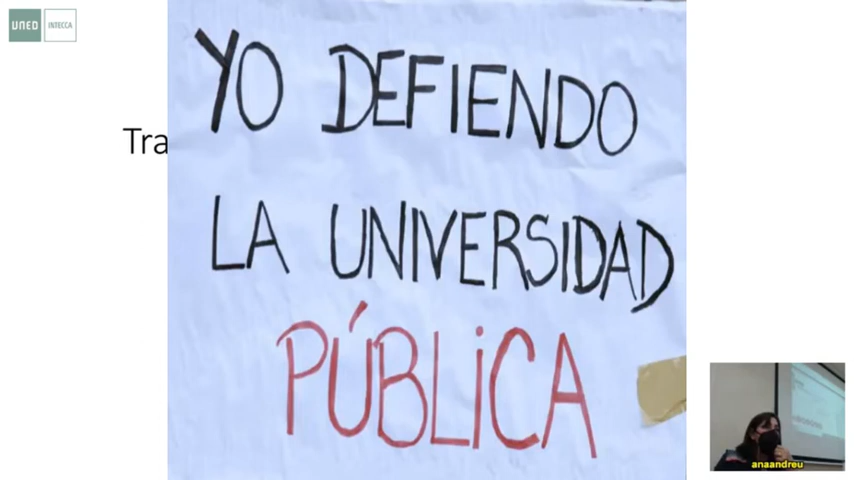 UNED INTECCA
YO DEFIENDO
Tra
LA UNIVERSIDAD
PÚBLICA
anaandreu